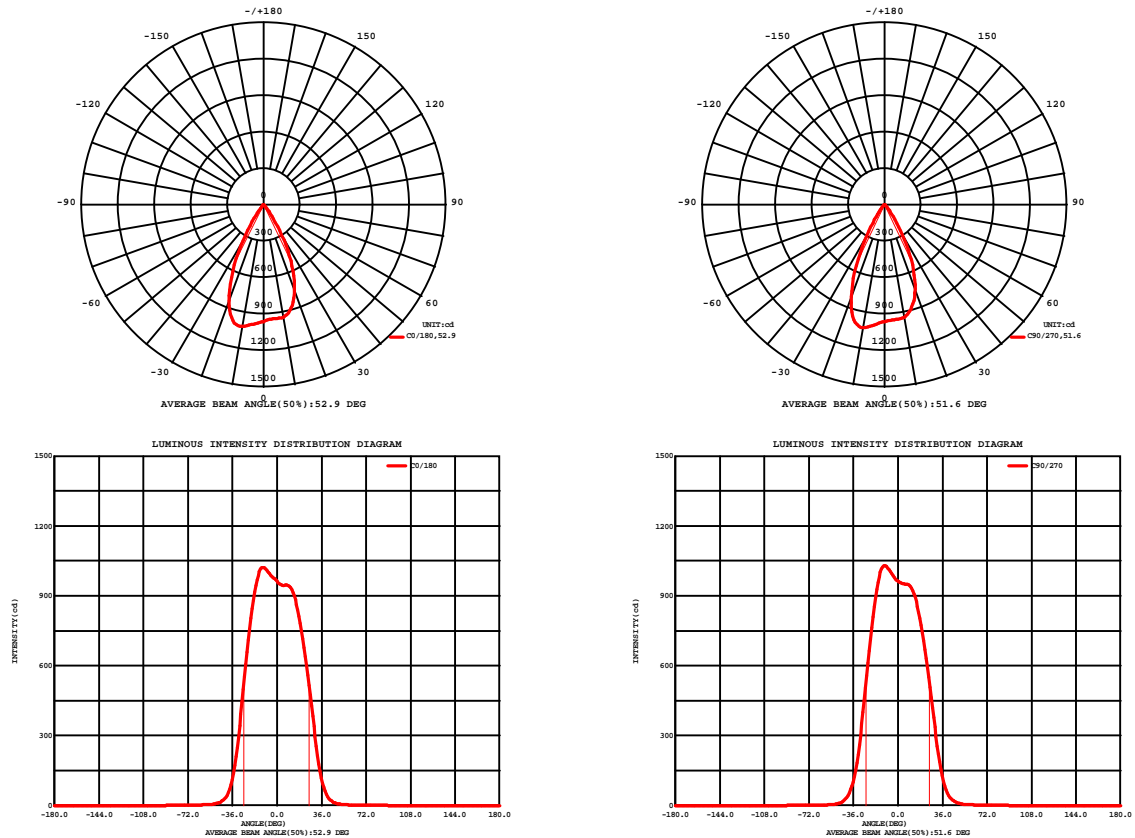 -/+180
-150 150
-120 120
-90 90
-60 60
-30 30
0
0
300
600
900
1200
1500
UNIT:cd
C0/180,52.9
AVERAGE BEAM ANGLE(50%):52.9 DEG
-/+180
-150 150
-120 120
-90 90
-60 60
-30 30
0
0
300
600
900
1200
1500
UNIT:cd
C90/270,51.6
AVERAGE BEAM ANGLE(50%):51.6 DEG
LUMINOUS INTENSITY DISTRIBUTION DIAGRAM
C0/180
INTENSITY(cd)
1500
1200
900
600
300
0
-180.0 -144.0 -108.0 -72.0 -36.0 0.0 36.0 72.0 108.0 144.0 180.0
ANGLE(DEG)
AVERAGE BEAM ANGLE(50%):52.9 DEG
LUMINOUS INTENSITY DISTRIBUTION DIAGRAM
C90/270
INTENSITY(cd)
1500
1200
900
600
300
0
-180.0 -144.0 -108.0 -72.0 -36.0 0.0 36.0 72.0 108.0 144.0 180.0
ANGLE(DEG)
AVERAGE BEAM ANGLE(50%):51.6 DEG